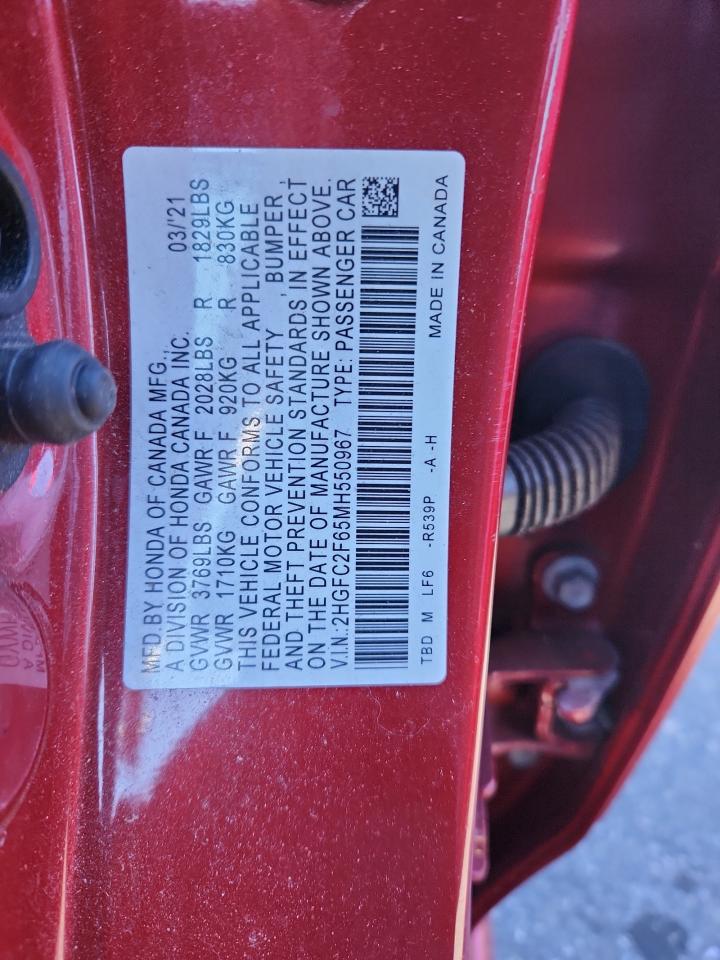 MFD.BY HONDA OF CANADA MFG.,
A DIVISION OF HONDA CANADA INC. 03/'21
GVWR 3769LBS GAWR F 2028LBS R 1829LBS
GVWR 1710KG GAWR F 920KG R 830KG
THIS VEHICLE CONFORMS TO ALL APPLICABLE
FEDERAL MOTOR VEHICLE SAFETY , BUMPER ,
AND THEFT PREVENTION STANDARDS, IN EFFECT
ON THE DATE OF MANUFACTURE SHOWN ABOVE.
V.I.N.:2HGFC2F65MH550967 TYPE: PASSENGER CAR
TBD M LF6 -R539P -A -H MADE IN CANADA